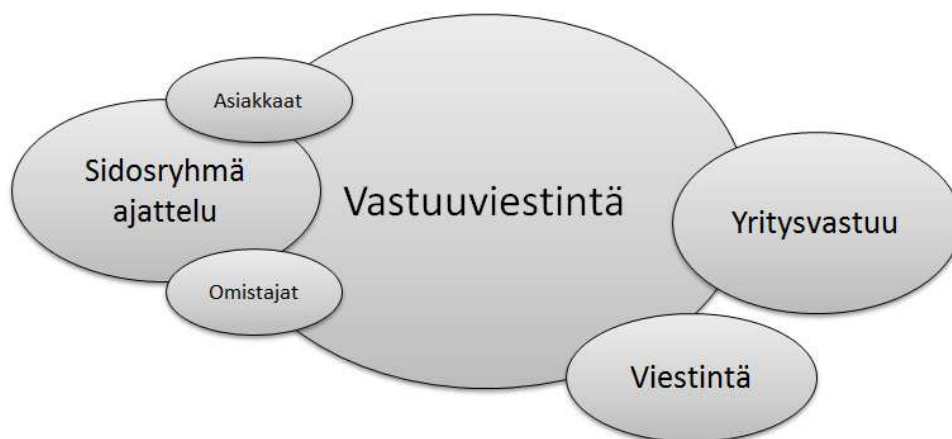 Asiakkaat
Sidosryhmä
ajattelu
Vastuuviestintä
Yritysvastuu
Omistajat
Viestintä